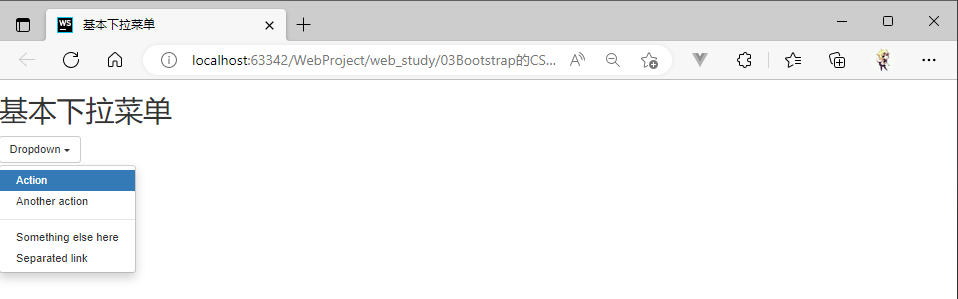 WS
基本下拉菜单
localhost:63342/WebProject/web_study/03Bootstrap的CS...
A
基本下拉菜单
Dropdown
Action
Another action
Something else here
Separated link